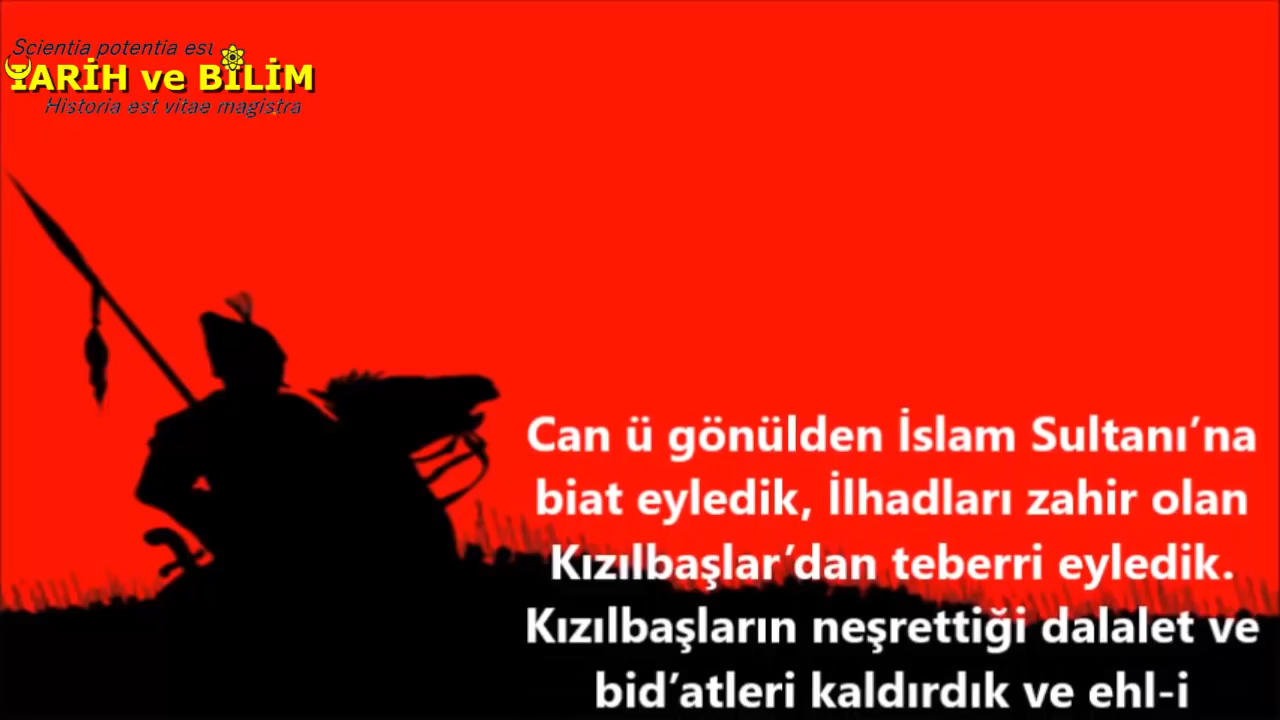 Scientia potentia est
TARİH ve BİLİM
Historia est vitae magistra
Can ü gönülden İslam Sultanı'na
biat eyledik, İlhadları zahir olan
Kızılbaşlar'dan teberri eyledik.
Kızılbaşların neşrettiği dalalet ve
bid'atleri kaldırdık ve ehl-i